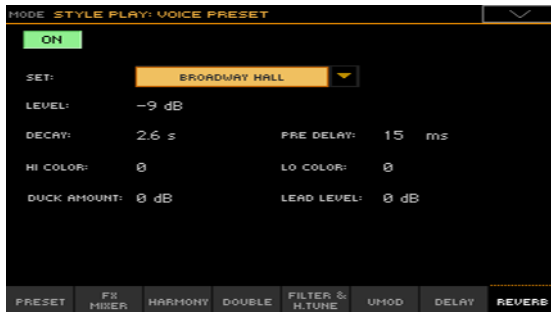 MODE STYLE PLAY: VOICE PRESET
ON
SET: BROADWAY HALL
LEVEL: -9 dB
DECAY: 2.6 s PRE DELAY: 15 ms
HI COLOR: 0 LO COLOR: 0
DUCK AMOUNT: 0 dB LEAD LEVEL: 0 dB
PRESET FX MIXER HARMONY DOUBLE FILTER & H.TUNE UMOD DELAY REVERB